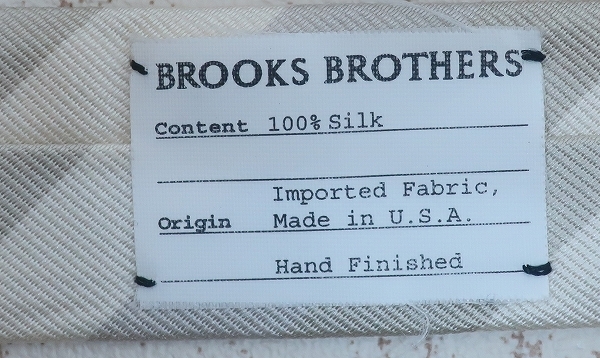 BROOKS BROTHERS
Content 100% Silk
Imported Fabric,
Origin Made in U.S.A.
Hand Finished